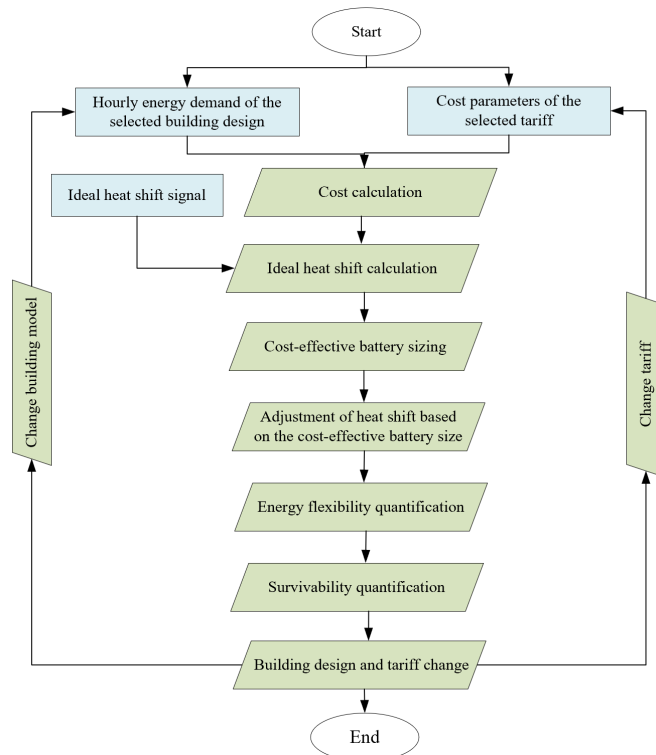 Start
Hourly energy demand of the
selected building design
Cost parameters of the
selected tariff
Cost calculation
Ideal heat shift signal
Ideal heat shift calculation
Cost-effective battery sizing
Change building model
Change tariff
Adjustment of heat shift based
on the cost-effective battery size
Energy flexibility quantification
Survivability quantification
Building design and tariff change
End